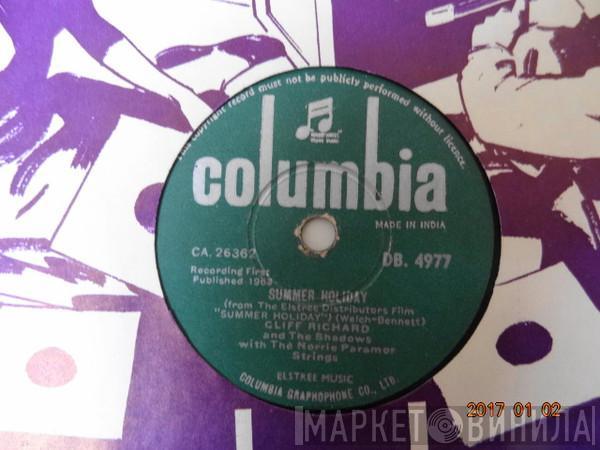 This copyright record must not be publicly performed without licence.
columbia
MADE IN INDIA
CA. 26362
DB. 4977
Recording First
Published 1963
SUMMER HOLIDAY
(from The Elstree Distributors Film
"SUMMER HOLIDAY") (Welch-Bennett)
CLIFF RICHARD
and The Shadows
with The Norrie Paramor
Strings
ELSTREE MUSIC
COLUMBIA GRAPHOPHONE CO., LTD.
2017 01 02
МАРКЕТ ВИНИЛА